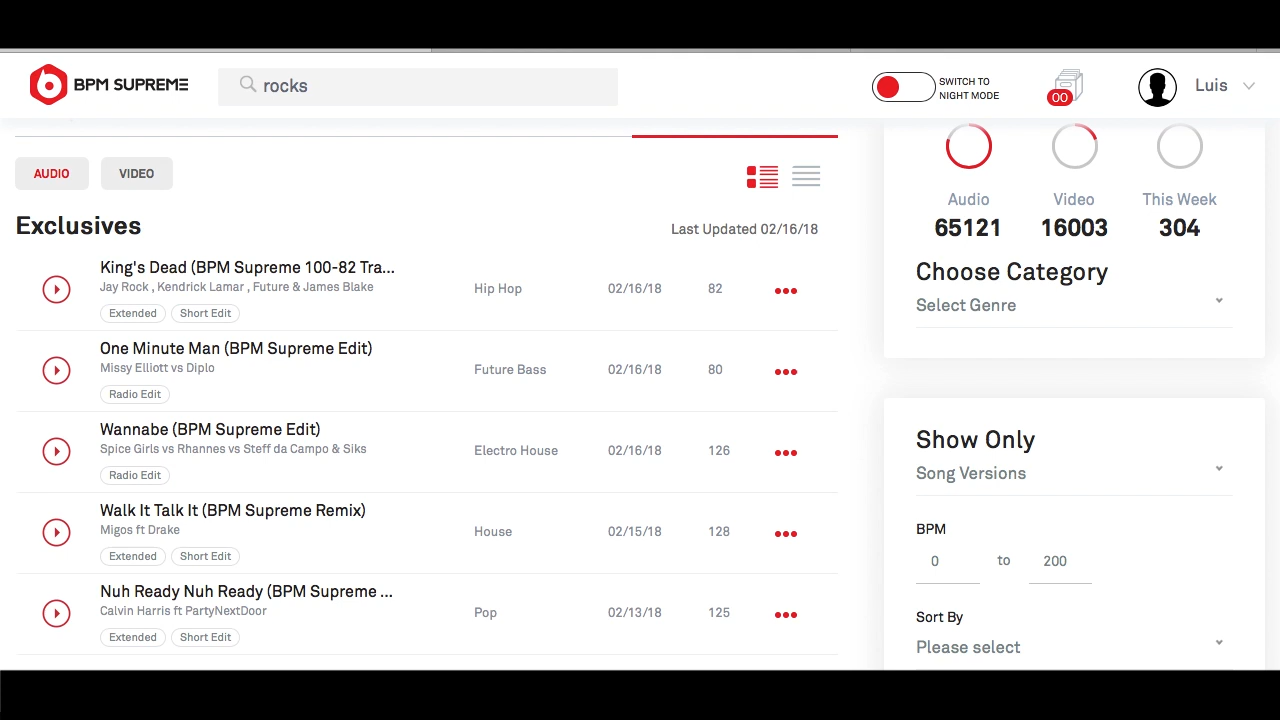 BPM SUPREME
rocks
SWITCH TO
NIGHT MODE
00
Luis
AUDIO
VIDEO
Exclusives
Last Updated 02/16/18
King's Dead (BPM Supreme 100-82 Tra...
Jay Rock , Kendrick Lamar , Future & James Blake
Hip Hop
02/16/18
82
Extended
Short Edit
One Minute Man (BPM Supreme Edit)
Missy Elliott vs Diplo
Future Bass
02/16/18
80
Radio Edit
Wannabe (BPM Supreme Edit)
Spice Girls vs Rhannes vs Steff da Campo & Siks
Electro House
02/16/18
126
Radio Edit
Walk It Talk It (BPM Supreme Remix)
Migos ft Drake
House
02/15/18
128
Extended
Short Edit
Nuh Ready Nuh Ready (BPM Supreme ...
Calvin Harris ft PartyNextDoor
Pop
02/13/18
125
Extended
Short Edit
Audio
65121
Video
16003
This Week
304
Choose Category
Select Genre
Show Only
Song Versions
BPM
0 to 200
Sort By
Please select